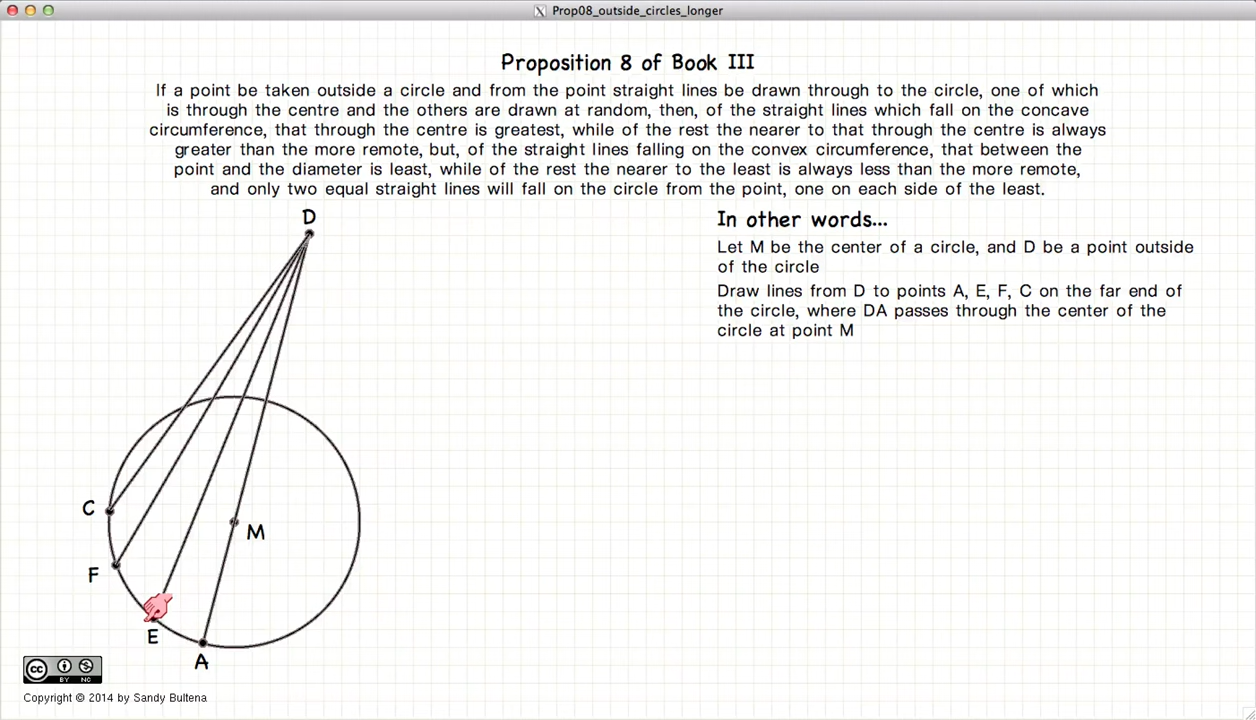 Prop08_outside_circles_longer
Proposition 8 of Book III
If a point be taken outside a circle and from the point straight lines be drawn through to the circle, one of which
is through the centre and the others are drawn at random, then, of the straight lines which fall on the concave
circumference, that through the centre is greatest, while of the rest the nearer to that through the centre is always
greater than the more remote, but, of the straight lines falling on the convex circumference, that between the
point and the diameter is least, while of the rest the nearer to the least is always less than the more remote,
and only two equal straight lines will fall on the circle from the point, one on each side of the least.
D
In other words...
Let M be the center of a circle, and D be a point outside
of the circle
Draw lines from D to points A, E, F, C on the far end of
the circle, where DA passes through the center of the
circle at point M
C
M
F
E
A
cc
BY NC
Copyright © 2014 by Sandy Bultena